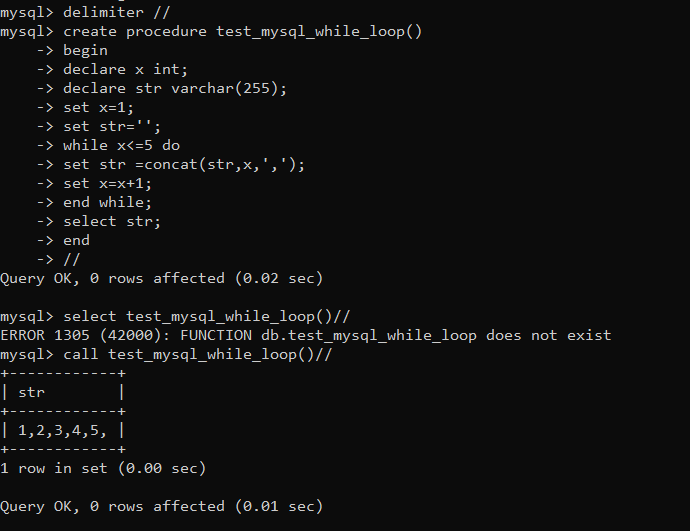 mysql> delimiter //
mysql> create procedure test_mysql_while_loop()
    -> begin
    -> declare x int;
    -> declare str varchar(255);
    -> set x=1;
    -> set str='';
    -> while x<=5 do
    -> set str =concat(str,x,',');
    -> set x=x+1;
    -> end while;
    -> select str;
    -> end
    -> //
Query OK, 0 rows affected (0.02 sec)

mysql> select test_mysql_while_loop()//
ERROR 1305 (42000): FUNCTION db.test_mysql_while_loop does not exist
mysql> call test_mysql_while_loop()//
+------------+
| str        |
+------------+
| 1,2,3,4,5, |
+------------+
1 row in set (0.00 sec)

Query OK, 0 rows affected (0.01 sec)